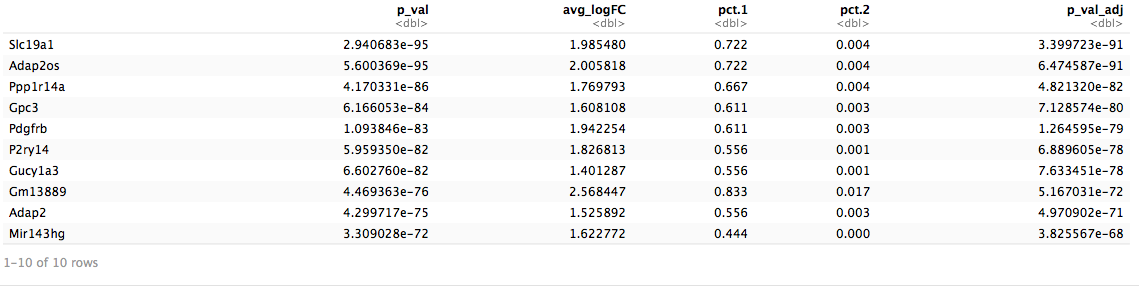 p_val avg_logFC pct.1 pct.2 p_val_adj
<dbl> <dbl> <dbl> <dbl> <dbl>
Slc19a1 2.940683e-95 1.985480 0.722 0.004 3.399723e-91
Adap2os 5.600369e-95 2.005818 0.722 0.004 6.474587e-91
Ppp1r14a 4.170331e-86 1.769793 0.667 0.004 4.821320e-82
Gpc3 6.166053e-84 1.608108 0.611 0.003 7.128574e-80
Pdgfrb 1.093846e-83 1.942254 0.611 0.003 1.264595e-79
P2ry14 5.959350e-82 1.826813 0.556 0.001 6.889605e-78
Gucy1a3 6.602760e-82 1.401287 0.556 0.001 7.633451e-78
Gm13889 4.469363e-76 2.568447 0.833 0.017 5.167031e-72
Adap2 4.299717e-75 1.525892 0.556 0.003 4.970902e-71
Mir143hg 3.309028e-72 1.622772 0.444 0.000 3.825567e-68
1-10 of 10 rows